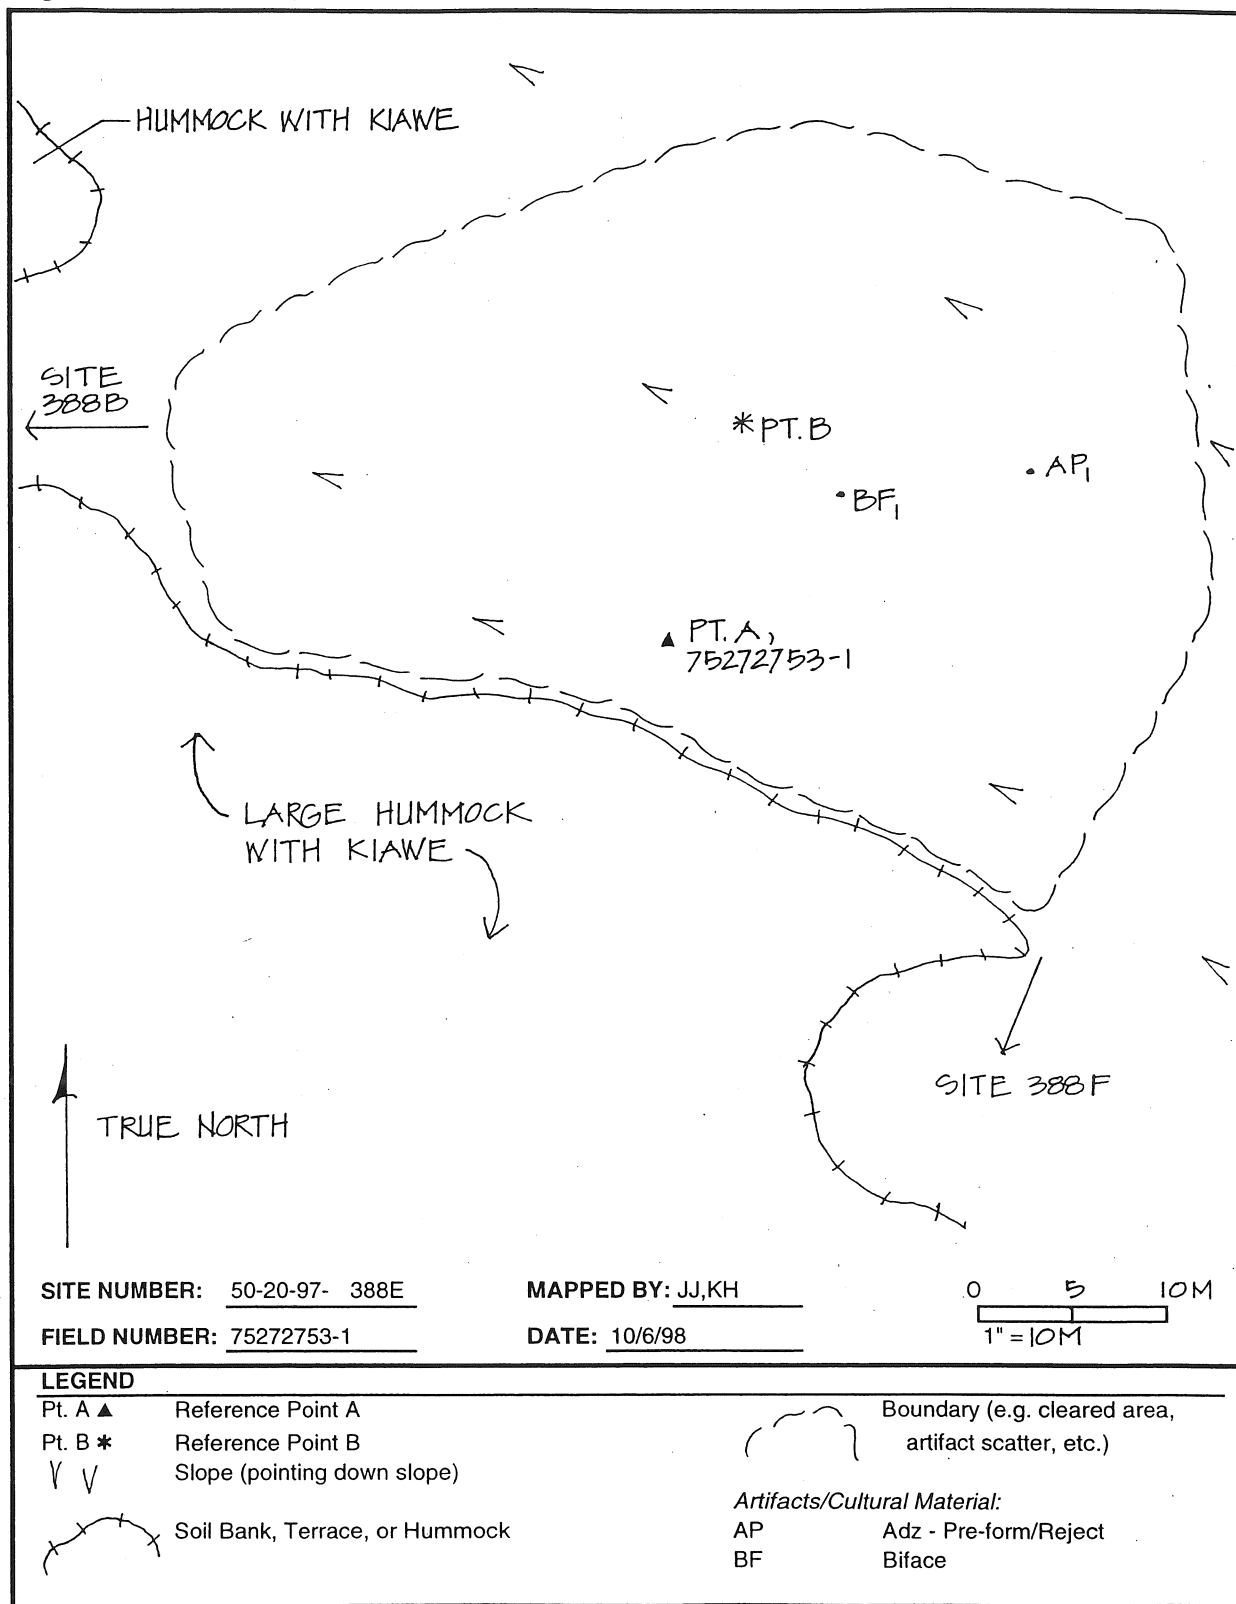 HUMMOCK WITH KIAWE
SITE
388B
PT. B
AP1
BF1
PT. A,
75272753-1
LARGE HUMMOCK
WITH KIAWE
SITE 388F
TRUE NORTH
SITE NUMBER: 50-20-97- 388E
MAPPED BY: JJ,KH
0 5 10M
FIELD NUMBER: 75272753-1
DATE: 10/6/98
1" = 10M
LEGEND
Pt. A ▲ Reference Point A
Pt. B * Reference Point B
Slope (pointing down slope)
Soil Bank, Terrace, or Hummock
Boundary (e.g. cleared area,
artifact scatter, etc.)
Artifacts/Cultural Material:
AP Adz - Pre-form/Reject
BF Biface